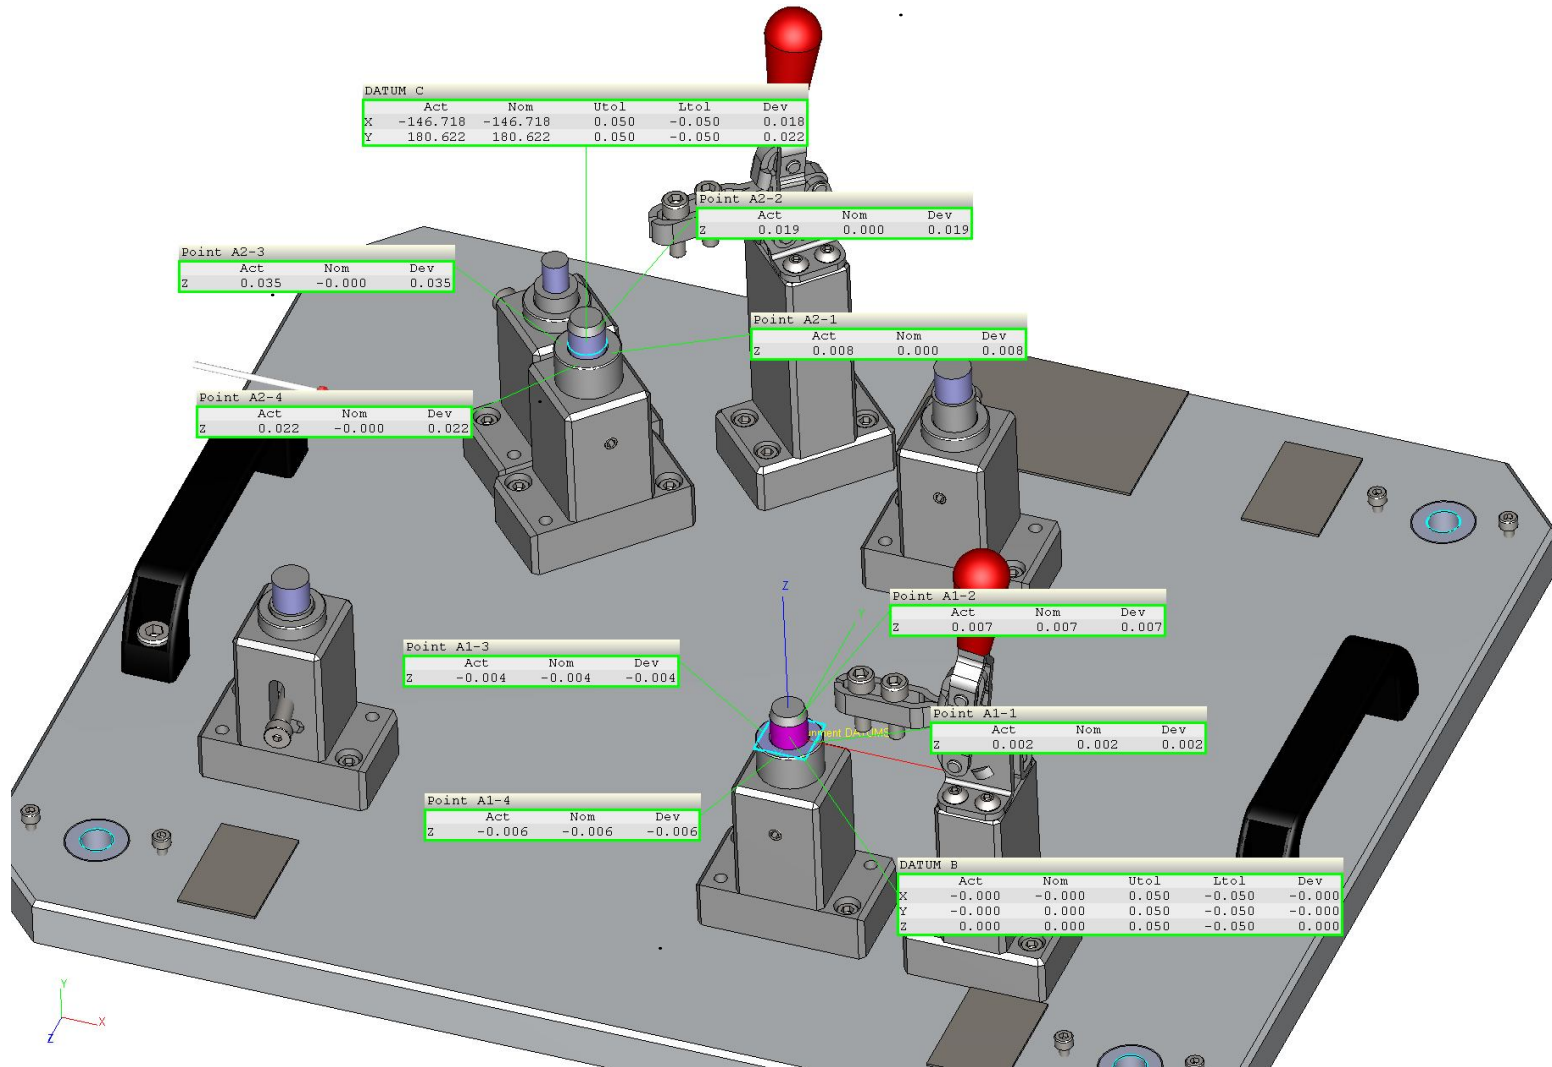 DATUM C
Act Nom Utol Ltol Dev
X -146.718 -146.718 0.050 -0.050 0.018
Y 180.622 180.622 0.050 -0.050 0.022
Point A2-2
Act Nom Dev
Z 0.019 0.000 0.019
Point A2-3
Act Nom Dev
Z 0.035 -0.000 0.035
Point A2-1
Act Nom Dev
Z 0.008 0.000 0.008
Point A2-4
Act Nom Dev
Z 0.022 -0.000 0.022
Z
Y
Point A1-2
Act Nom Dev
Z 0.007 0.007 0.007
Point A1-3
Act Nom Dev
Z -0.004 -0.004 -0.004
Point A1-1
Act Nom Dev
Z 0.002 0.002 0.002
DATUMS
Point A1-4
Act Nom Dev
Z -0.006 -0.006 -0.006
DATUM B
Act Nom Utol Ltol Dev
X -0.000 -0.000 0.050 -0.050 -0.000
Y -0.000 0.000 0.050 -0.050 -0.000
Z 0.000 0.000 0.050 -0.050 0.000
Y
X
Z